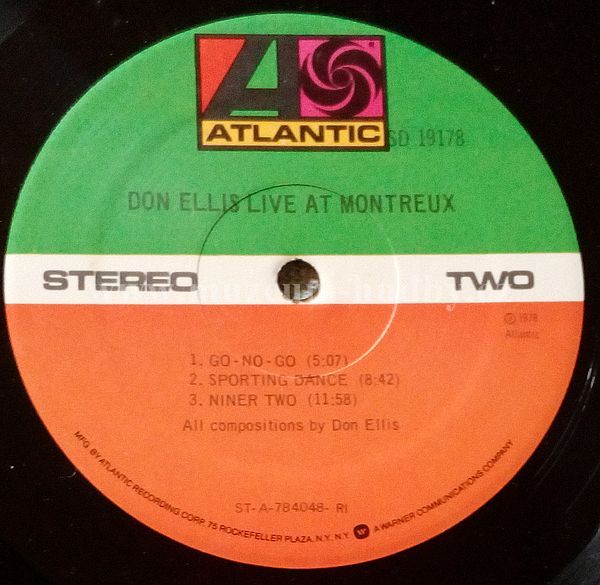 ATLANTIC
SD 19178
DON ELLIS LIVE AT MONTREUX
STEREO TWO
℗ 1978
Atlantic
1. GO-NO-GO (5:07)
2. SPORTING DANCE (8:42)
3. NINER TWO (11:58)
All compositions by Don Ellis
ST-A-784048- RI
MFG. BY ATLANTIC RECORDING CORP. 75 ROCKEFELLER PLAZA, N.Y. N.Y. A WARNER COMMUNICATIONS COMPANY